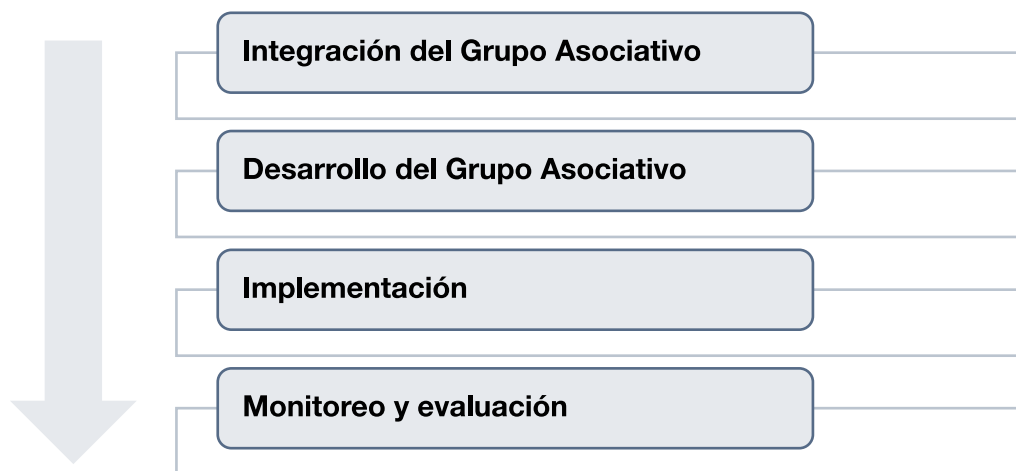 Integración del Grupo Asociativo
Desarrollo del Grupo Asociativo
Implementación
Monitoreo y evaluación